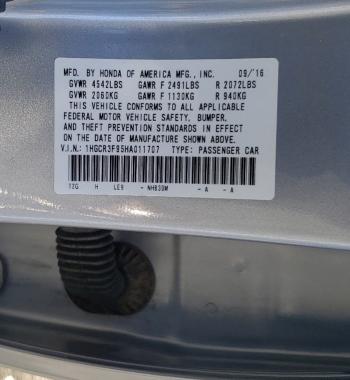 MFD. BY HONDA OF AMERICA MFG., INC. 09/'16
GVWR 4542LBS GAWR F 2491LBS R 2072LBS
GVWR 2060KG GAWR F 1130KG R 940KG
THIS VEHICLE CONFORMS TO ALL APPLICABLE
FEDERAL MOTOR VEHICLE SAFETY, BUMPER,
AND THEFT PREVENTION STANDARDS IN EFFECT
ON THE DATE OF MANUFACTURE SHOWN ABOVE.
V.I.N.: 1HGCR3F95HA011707 TYPE: PASSENGER CAR
12G H LE9 - NH830M - A - A